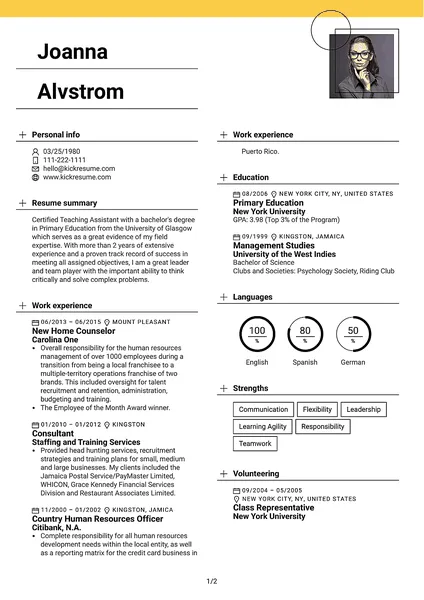 Joanna
Alvstrom
Personal info
03/25/1980
111-222-1111
hello@kickresume.com
www.kickresume.com
Resume summary
Certified Teaching Assistant with a bachelor's degree
in Primary Education from the University of Glasgow
which serves as a great evidence of my field
expertise. With more than 2 years of extensive
experience and a proven track record of success in
meeting all assigned objectives, I am a great leader
and team player with the important ability to think
critically and solve complex problems.
Work experience
06/2013 – 06/2015 MOUNT PLEASANT
New Home Counselor
Carolina One
• Overall responsibility for the human resources
management of over 1000 employees during a
transition from being a local franchisee to a
multiple-territory operations franchise of two
brands. This included oversight for talent
recruitment and retention, administration,
budgeting and training.
• The Employee of the Month Award winner.
01/2010 – 01/2012 KINGSTON
Consultant
Staffing and Training Services
• Provided head hunting services, recruitment
strategies and training plans for small, medium
and large businesses. My clients included the
Jamaica Postal Service/PayMaster Limited,
WHICON, Grace Kennedy Financial Services
Division and Restaurant Associates Limited.
11/2000 – 01/2002 KINGSTON, JAMICA
Country Human Resources Officer
Citibank, N.A.
• Complete responsibility for all human resources
development needs within the local entity, as well
as a reporting matrix for the credit card business in
Work experience
Puerto Rico.
Education
08/2006 NEW YORK CITY, NY, UNITED STATES
Primary Education
New York University
GPA: 3.98 (Top 3% of the Program)
09/1999 KINGSTON, JAMAICA
Management Studies
University of the West Indies
Bachelor of Science
Clubs and Societies: Psychology Society, Riding Club
Languages
100 % 80 % 50 %
English Spanish German
Strengths
Communication Flexibility Leadership
Learning Agility Responsibility
Teamwork
Volunteering
09/2004 – 05/2005
NEW YORK CITY, NY, UNITED STATES
Class Representative
New York University
1/2